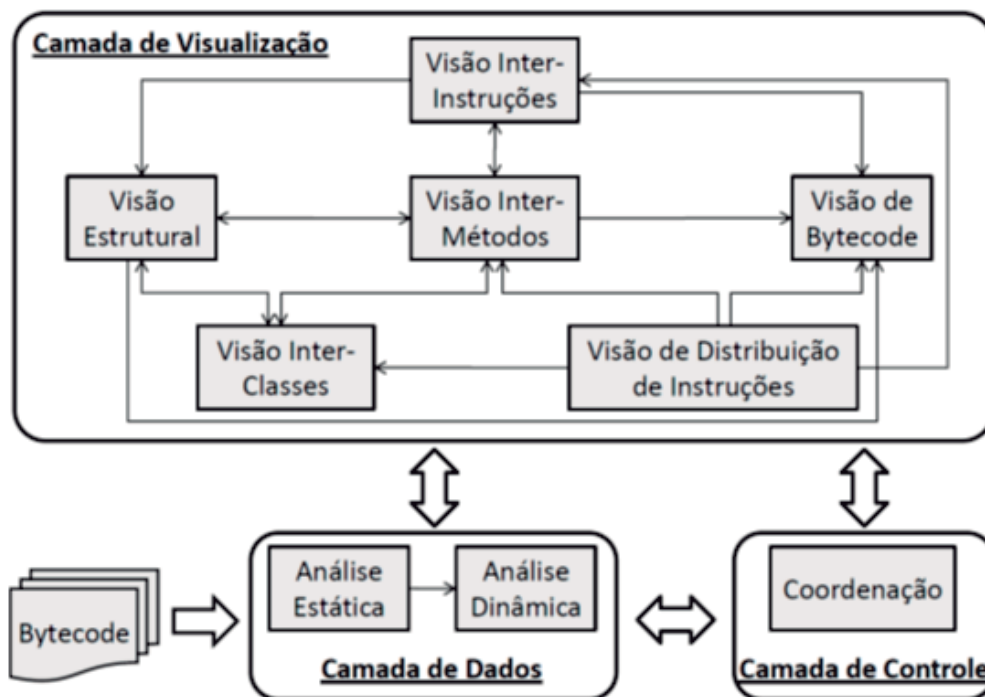 Camada de Visualização
Visão Inter-
Instruções
Visão
Estrutural
Visão Inter-
Métodos
Visão de
Bytecode
Visão Inter-
Classes
Visão de Distribuição
de Instruções
Bytecode
Análise
Estática
Análise
Dinâmica
Camada de Dados
Coordenação
Camada de Controle